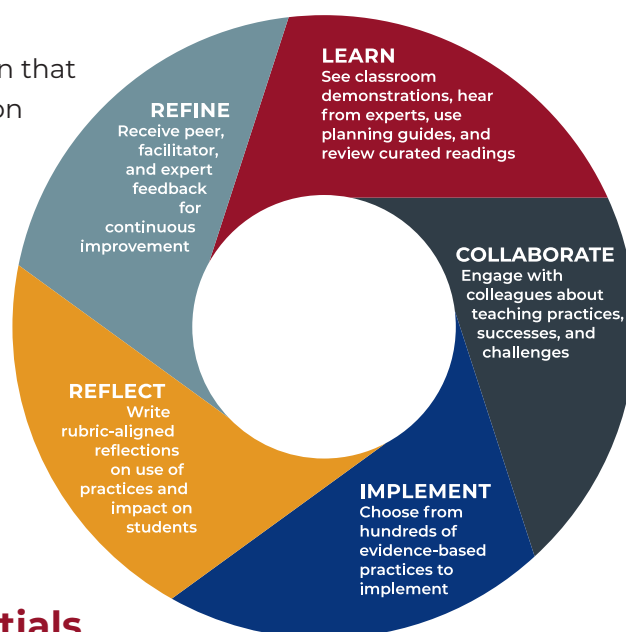 n that
on
LEARN
See classroom
demonstrations, hear
from experts, use
planning guides, and
review curated readings
COLLABORATE
Engage with
colleagues about
teaching practices,
successes, and
challenges
IMPLEMENT
Choose from
hundreds of
evidence-based
practices to
implement
REFLECT
Write
rubric-aligned
reflections
on use of
practices and
impact on
students
REFINE
Receive peer,
facilitator,
and expert
feedback
for
continuous
improvement
tials